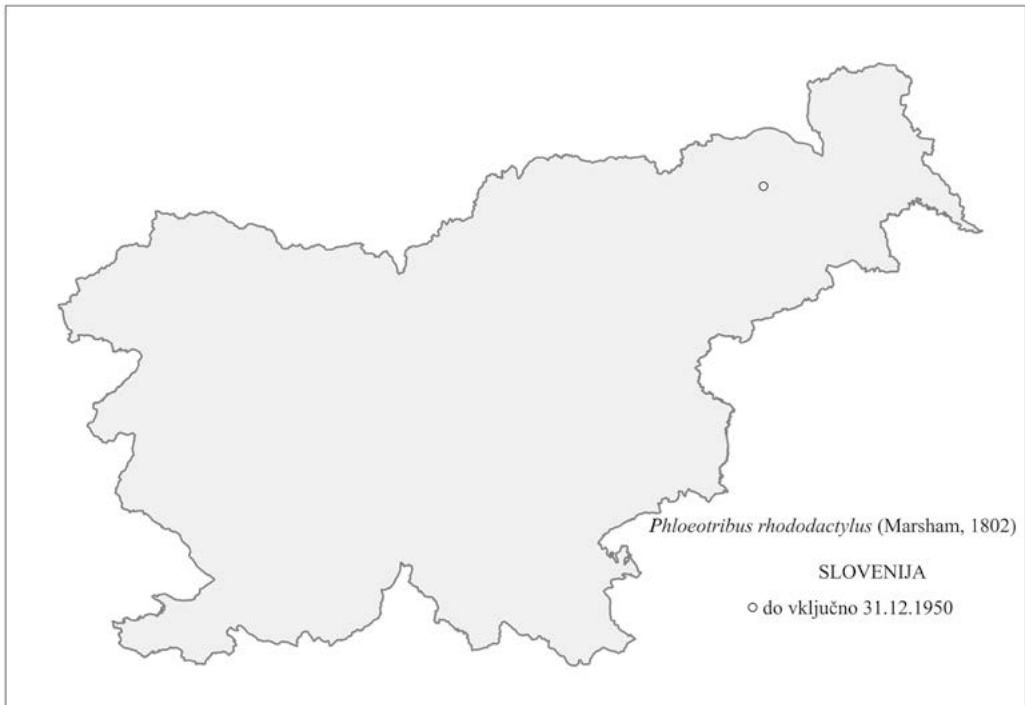 Phloeotribus rhododactylus (Marsham, 1802)
SLOVENIJA
do vključno 31.12.1950